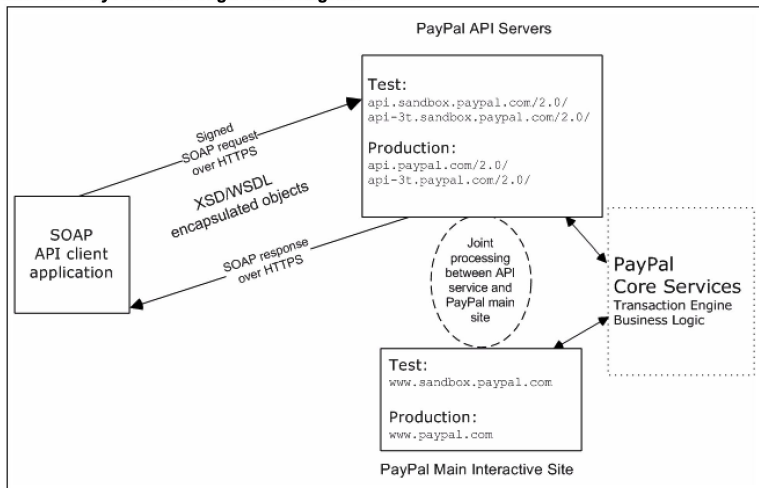 PayPal API Servers
Test:
api.sandbox.paypal.com/2.0/
api-3t.sandbox.paypal.com/2.0/
Production:
api.paypal.com/2.0/
api-3t.paypal.com/2.0/
Signed
SOAP request
over HTTPS
XSD/WSDL
encapsulated objects
SOAP
API client
application
SOAP response
over HTTPS
Joint
processing
between API
service and
PayPal main
site
PayPal
Core Services
Transaction Engine
Business Logic
Test:
www.sandbox.paypal.com
Production:
www.paypal.com
PayPal Main Interactive Site